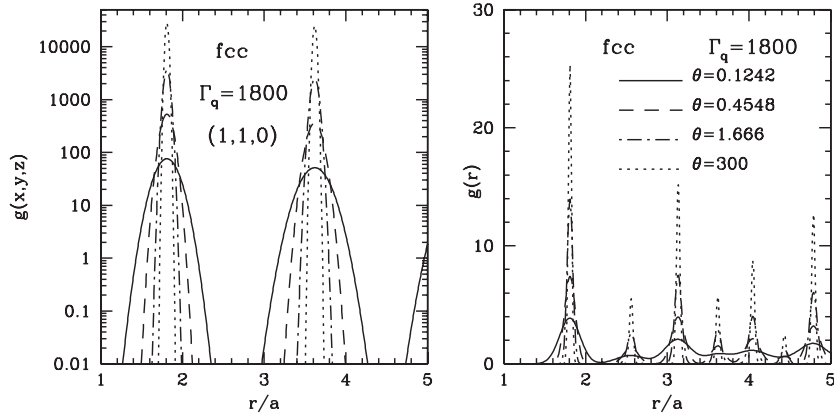 10000
1000
100
10
1
0.1
0.01
g(x,y,z)
fcc
Γq=1800
(1,1,0)
1 2 3 4 5
r/a
30
20
10
0
g(r)
fcc Γq=1800
θ=0.1242
θ=0.4548
θ=1.666
θ=300
1 2 3 4 5
r/a